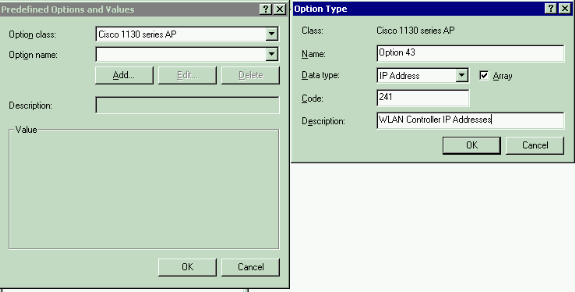 Predefined Options and Values
Option class: Cisco 1130 series AP
Option name:
Add... Edit... Delete
Description:
Value
OK Cancel
Option Type
Class: Cisco 1130 series AP
Name: Option 43
Data type: IP Address Array
Code: 241
Description: WLAN Controller IP Addresses
OK Cancel